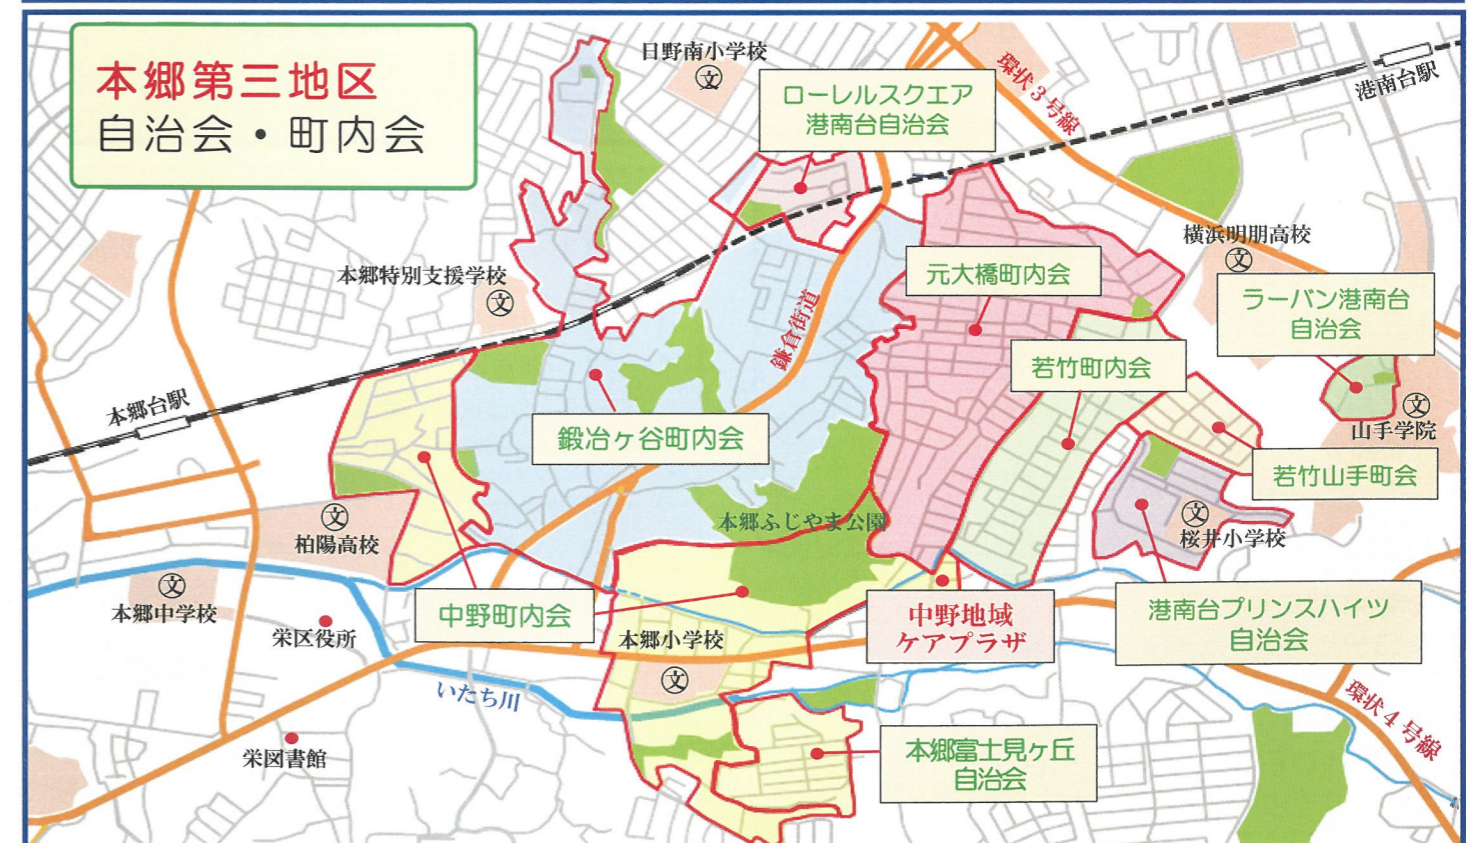 本郷第三地区
自治会・町内会
日野南小学校
文
ローレルスクエア
港南台自治会
環状3号線
港南台駅
横浜明朋高校
文
本郷特別支援学校
文
元大橋町内会
ラーバン港南台
自治会
鎌倉街道
若竹町内会
本郷台駅
文
山手学院
鍛冶ヶ谷町内会
若竹山手町会
文
柏陽高校
本郷ふじやま公園
文
桜井小学校
文
本郷中学校
中野町内会
中野地域
ケアプラザ
港南台プリンスハイツ
自治会
栄区役所
本郷小学校
文
いたち川
環状4号線
栄図書館
本郷富士見ヶ丘
自治会